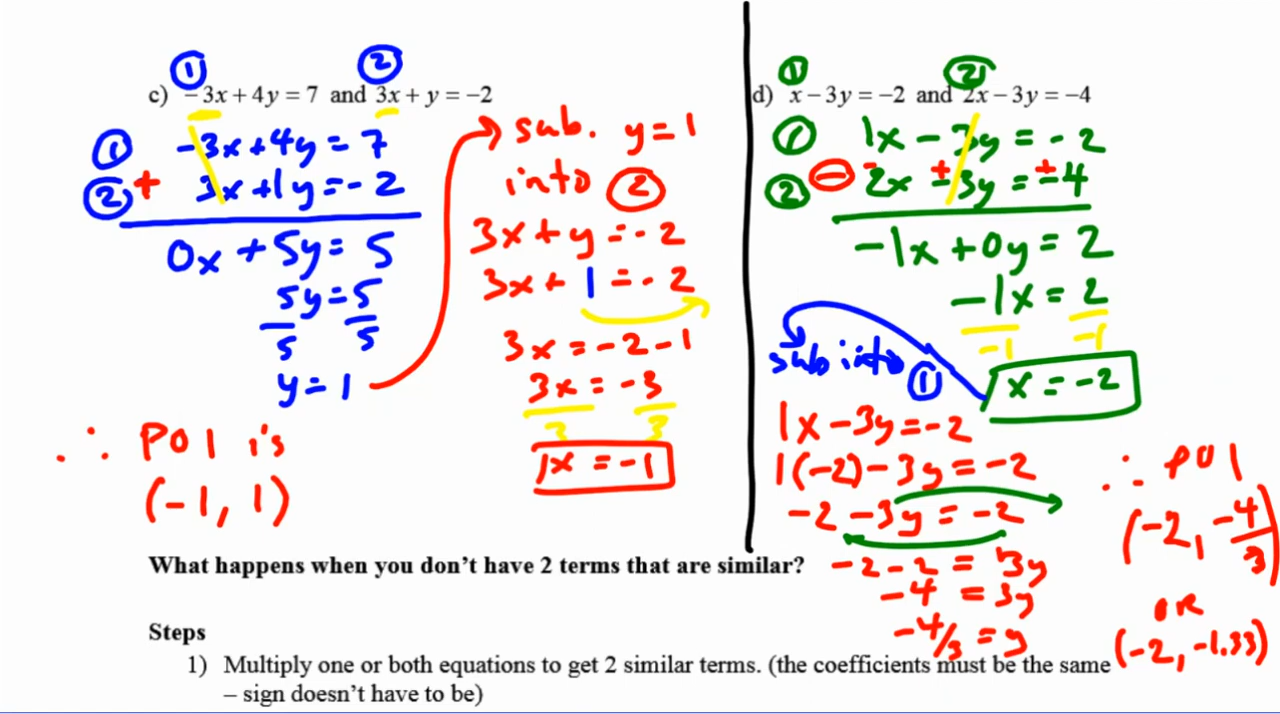 ① ②
c) −3x + 4y = 7 and 3x + y = −2
① -3x+4y=7
② + 3x+1y=-2
0x +5y= 5
5y=5
5 5
y=1
∴ POI is
(-1, 1)
sub. y=1
into ②
3x+y=-2
3x+1=-2
3x=-2-1
3x=-3
3 3
1x=-1
① ②
d) x − 3y = −2 and 2x − 3y = −4
① 1x-3y=-2
② - - 2x ± 3y = ± 4
-1x+0y=2
-1x=2
-1 -1
x=-2
sub into ①
1x-3y=-2
1(-2)-3y=-2
-2-3y=-2
-2-2=3y
-4=3y
-4/3=y
∴ POI
(-2, -4/3)
OR
(-2, -1.33)
What happens when you don’t have 2 terms that are similar?
Steps
1) Multiply one or both equations to get 2 similar terms. (the coefficients must be the same
– sign doesn’t have to be)